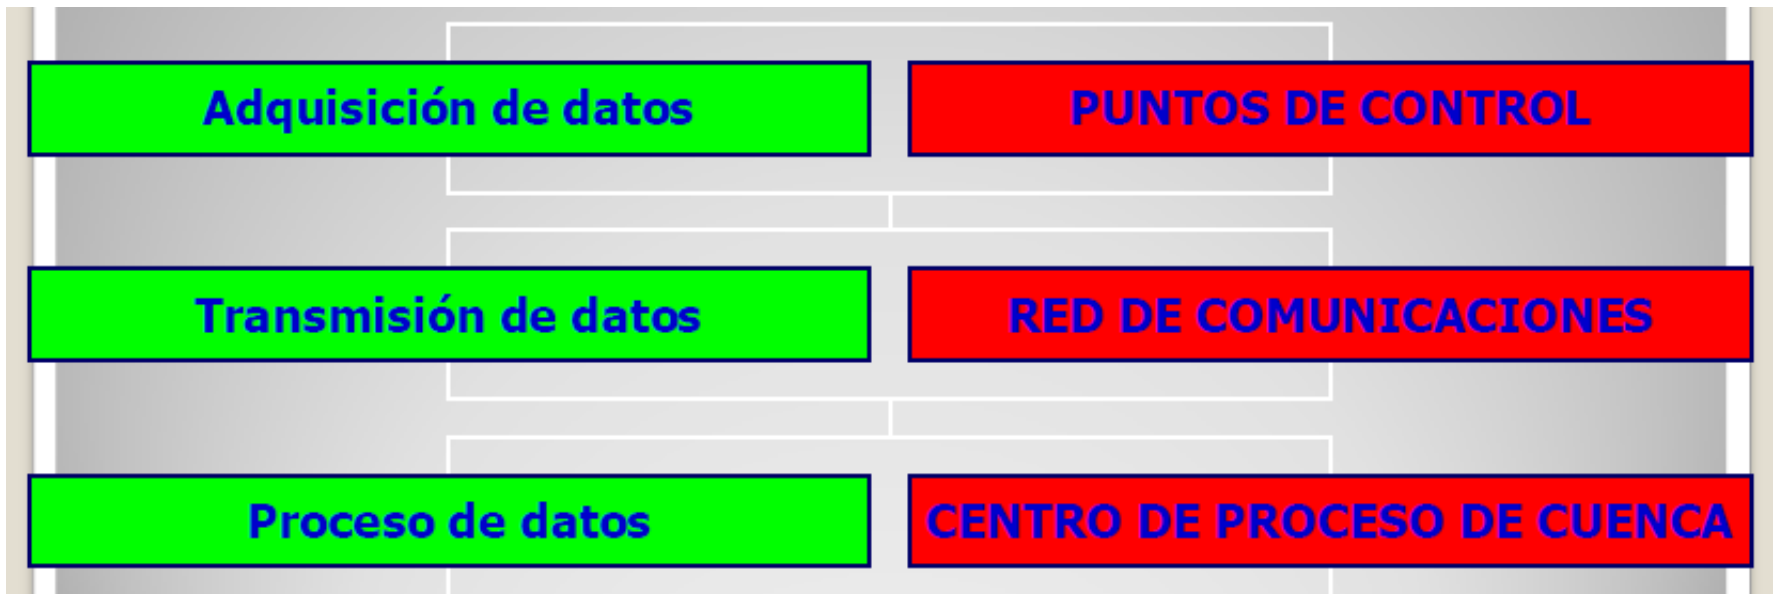 Adquisición de datos
PUNTOS DE CONTROL
Transmisión de datos
RED DE COMUNICACIONES
Proceso de datos
CENTRO DE PROCESO DE CUENCA